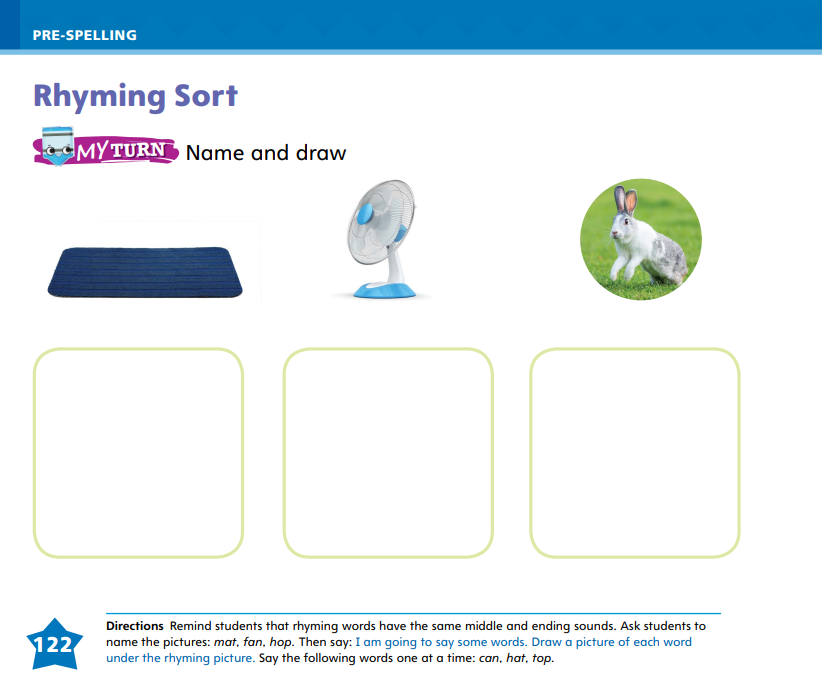 PRE-SPELLING
Rhyming Sort
MY TURN Name and draw
Directions Remind students that rhyming words have the same middle and ending sounds. Ask students to
name the pictures: mat, fan, hop. Then say: I am going to say some words. Draw a picture of each word
under the rhyming picture. Say the following words one at a time: can, hat, top.
122